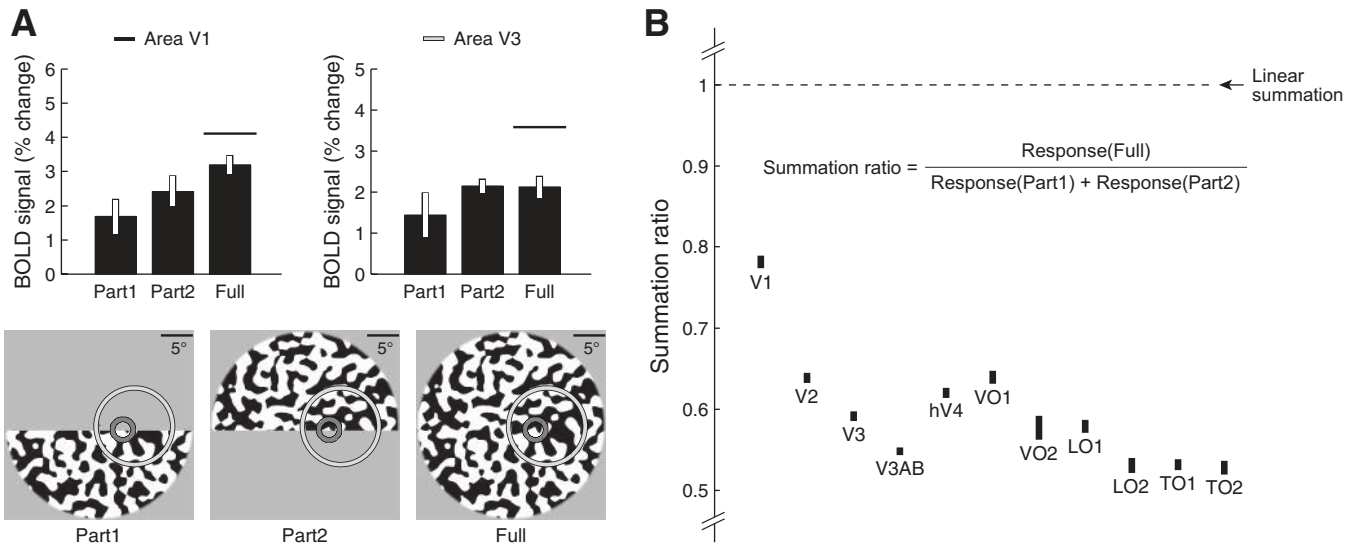 A
Area V1
BOLD signal (% change)
6
5
4
3
2
1
0
Part1 Part2 Full
Area V3
BOLD signal (% change)
6
5
4
3
2
1
0
Part1 Part2 Full
5°
5°
5°
Part1
Part2
Full
B
Summation ratio
1
0.9
0.8
0.7
0.6
0.5
Linear
summation
Summation ratio =
Response(Full)
Response(Part1) + Response(Part2)
V1
V2
V3
V3AB
hV4
VO1
VO2
LO1
LO2
TO1
TO2